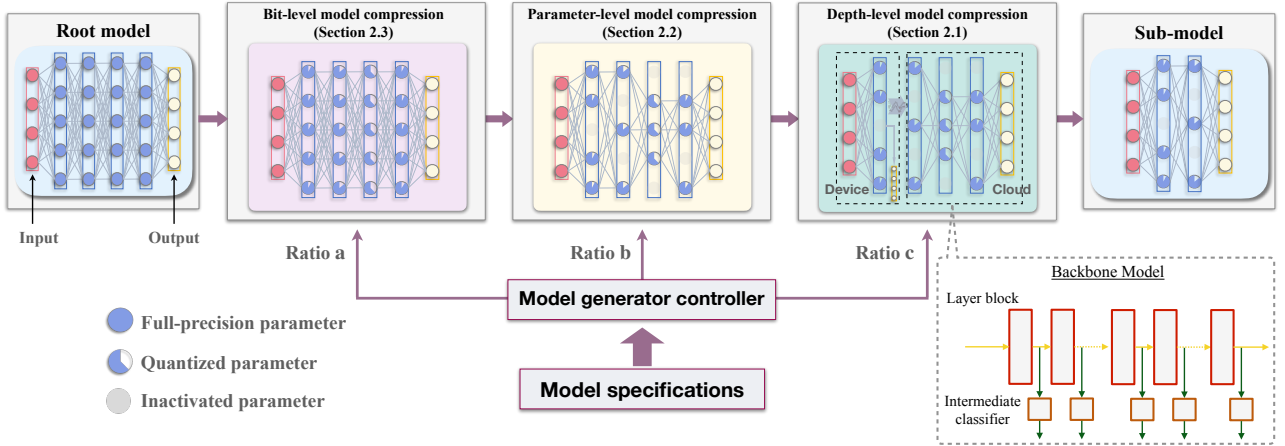 Root model
Bit-level model compression
(Section 2.3)
Parameter-level model compression
(Section 2.2)
Depth-level model compression
(Section 2.1)
Sub-model
Device
Cloud
Input
Output
Ratio a
Ratio b
Ratio c
Model generator controller
Model specifications
Full-precision parameter
Quantized parameter
Inactivated parameter
Backbone Model
Layer block
Intermediate
classifier